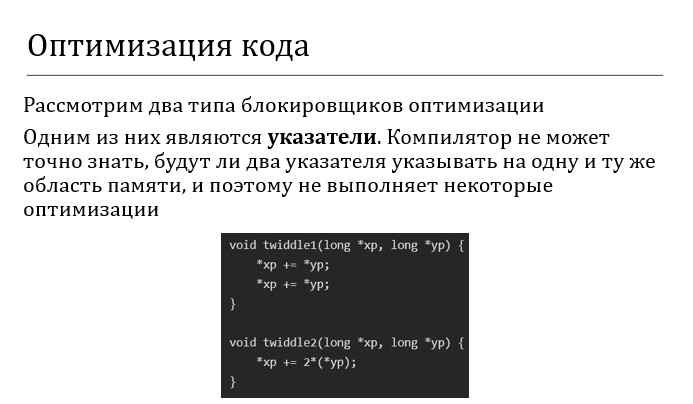 Оптимизация кода
Рассмотрим два типа блокировщиков оптимизации
Одним из них являются указатели. Компилятор не может
точно знать, будут ли два указателя указывать на одну и ту же
область памяти, и поэтому не выполняет некоторые
оптимизации
void twiddle1(long *xp, long *yp) {
    *xp += *yp;
    *xp += *yp;
}
void twiddle2(long *xp, long *yp) {
    *xp += 2*(*yp);
}